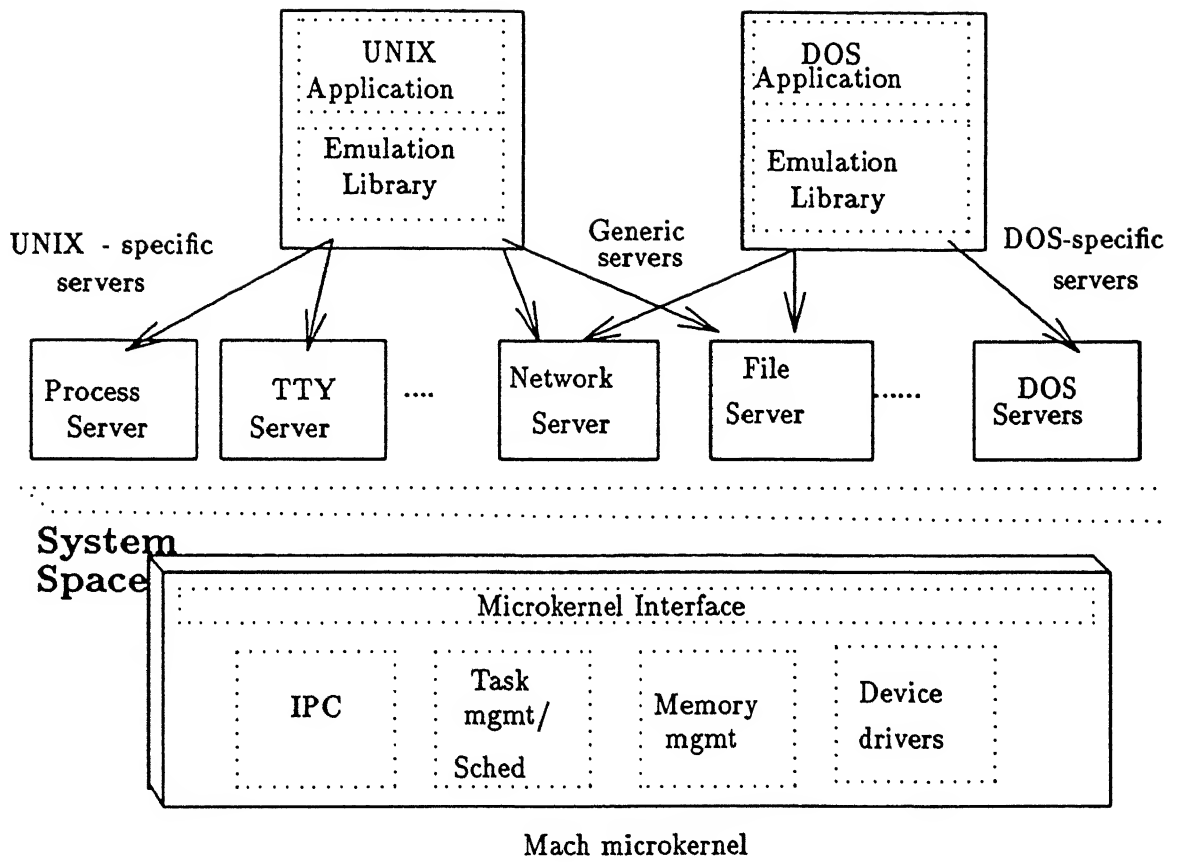 UNIX
Application
Emulation
Library
DOS
Application
Emulation
Library
UNIX - specific
servers
Generic
servers
DOS-specific
servers
Process
Server
TTY
Server
....
Network
Server
File
Server
......
DOS
Servers
System
Space
Microkernel Interface
IPC
Task
mgmt/
Sched
Memory
mgmt
Device
drivers
Mach microkernel